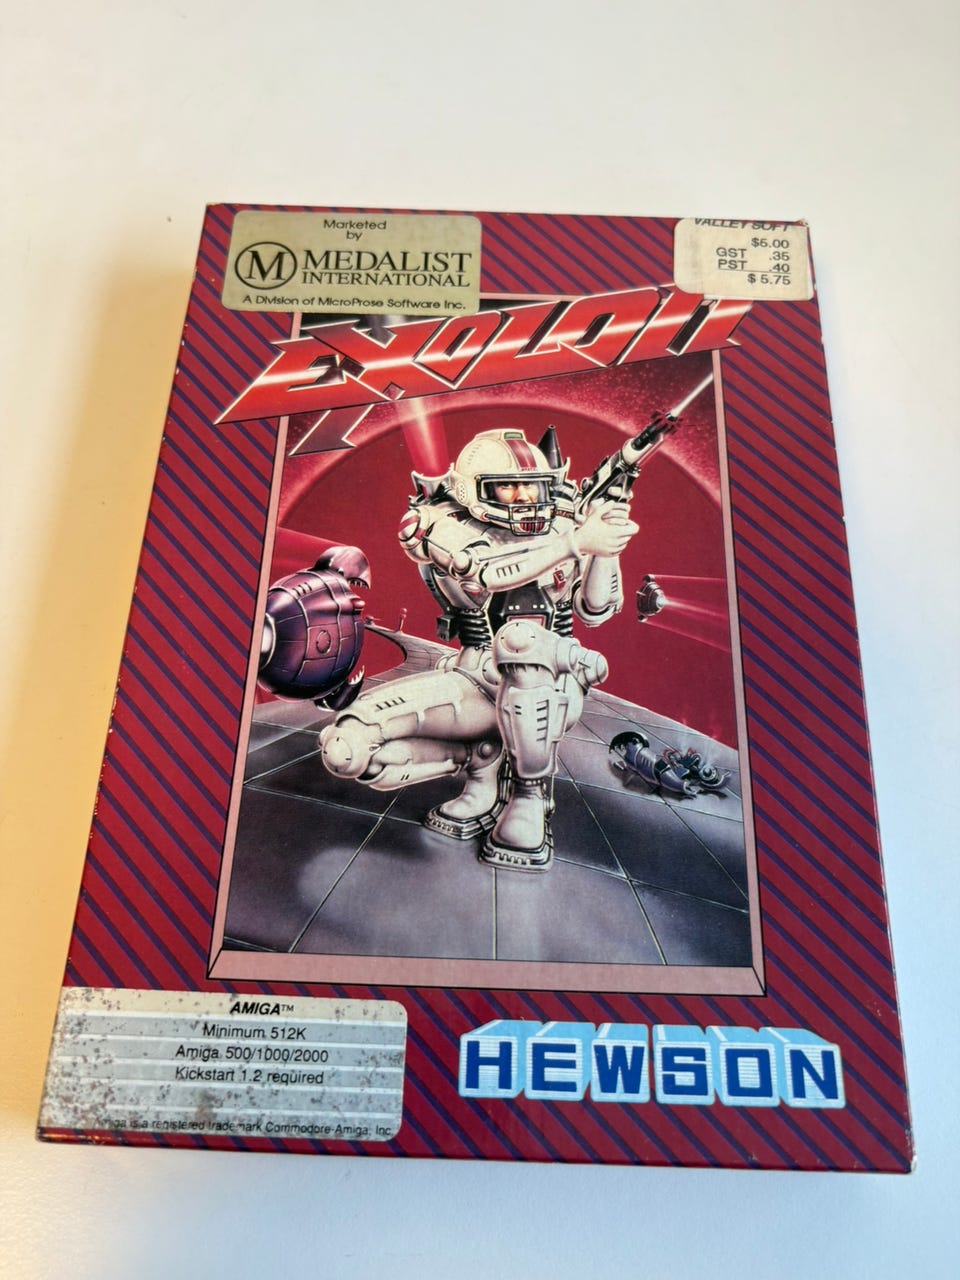 Marketed
by
M MEDALIST
INTERNATIONAL
A Division of MicroProse Software Inc.
VALLEY SOFT
$5.00
GST .35
PST .40
$ 5.75
EXOLON
AMIGA™
Minimum 512K
Amiga 500/1000/2000
Kickstart 1.2 required
Amiga is a registered trademark Commodore-Amiga, Inc
HEWSON